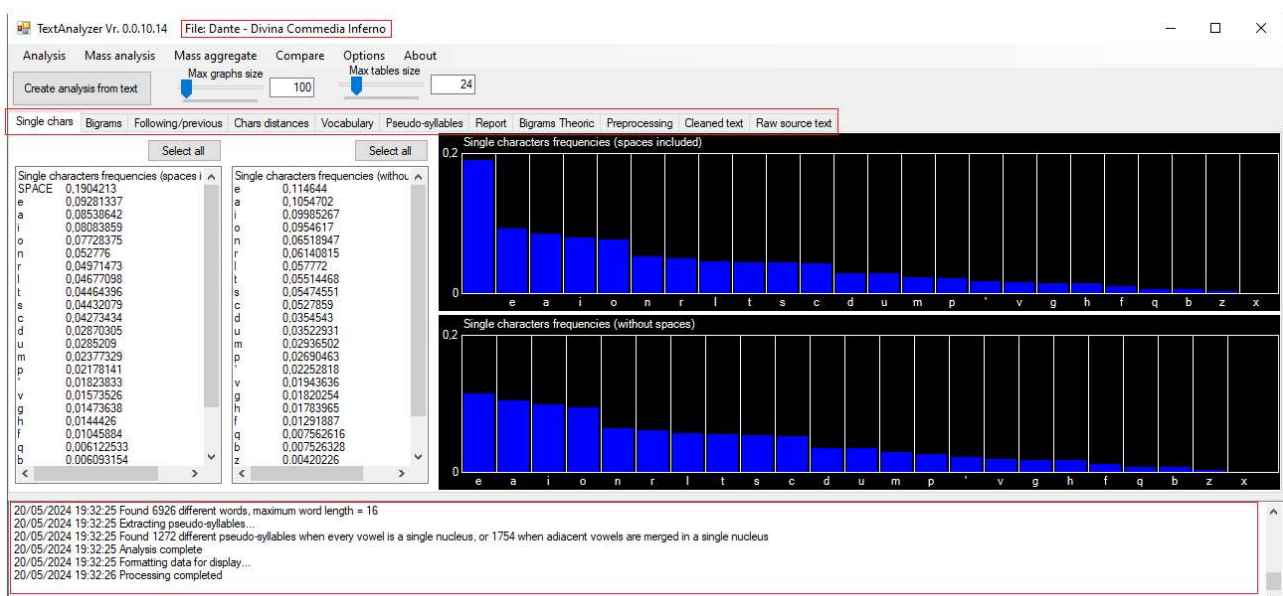 TextAnalyzer Vr. 0.0.10.14 File: Dante - Divina Commedia Inferno
Analysis Mass analysis Mass aggregate Compare Options About
Max graphs size Max tables size
Create analysis from text 100 24
Single chars Bigrams Following/previous Chars distances Vocabulary Pseudo-syllables Report Bigrams Theoric Preprocessing Cleaned text Raw source text
Select all
Single characters frequencies (spaces i
SPACE 0,1904213
e 0,09281337
a 0,08538642
i 0,08083859
o 0,07728375
n 0,052776
r 0,04971473
l 0,04677098
t 0,04464396
s 0,04432079
c 0,04273434
d 0,02870305
u 0,0285209
m 0,02377329
p 0,02178141
' 0,01823833
v 0,01573526
g 0,01473638
h 0,0144426
f 0,01045884
q 0,006122533
b 0,006093154
Select all
Single characters frequencies (withou
e 0,114644
a 0,1054702
i 0,09985267
o 0,0954617
n 0,06518947
r 0,06140815
l 0,057772
t 0,05514468
s 0,05474551
c 0,0527859
d 0,0354543
u 0,03522931
m 0,02936502
p 0,02690463
' 0,02252818
v 0,01943636
g 0,01820254
h 0,01783965
f 0,01291887
q 0,007562616
b 0,007526328
z 0,00420226
Single characters frequencies (spaces included)
0,2
0
e a i o n r l t s c d u m p ' v g h f q b z x
Single characters frequencies (without spaces)
0,2
0
e a i o n r l t s c d u m p ' v g h f q b z x
20/05/2024 19:32:25 Found 6926 different words, maximum word length = 16
20/05/2024 19:32:25 Extracting pseudo-syllables...
20/05/2024 19:32:25 Found 1272 different pseudo-syllables when every vowel is a single nucleus, or 1754 when adiacent vowels are merged in a single nucleus
20/05/2024 19:32:25 Analysis complete
20/05/2024 19:32:25 Formatting data for display...
20/05/2024 19:32:26 Processing completed